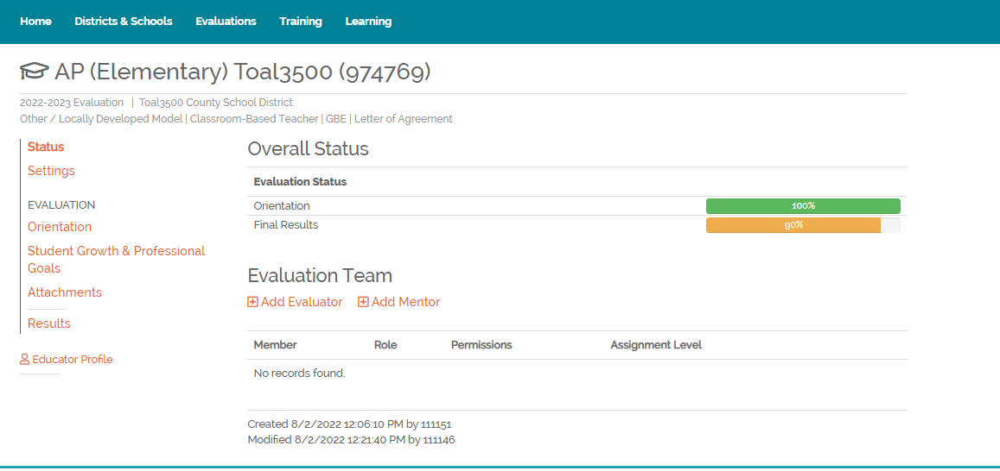 Home Districts & Schools Evaluations Training Learning
AP (Elementary) Toal3500 (974769)
2022-2023 Evaluation | Toal3500 County School District
Other / Locally Developed Model | Classroom-Based Teacher | GBE | Letter of Agreement
Status
Settings
EVALUATION
Orientation
Student Growth & Professional
Goals
Attachments
Results
Educator Profile
Overall Status
Evaluation Status
Orientation 100%
Final Results 90%
Evaluation Team
Add Evaluator Add Mentor
Member Role Permissions Assignment Level
No records found.
Created 8/2/2022 12:06:10 PM by 111151
Modified 8/2/2022 12:21:40 PM by 111146